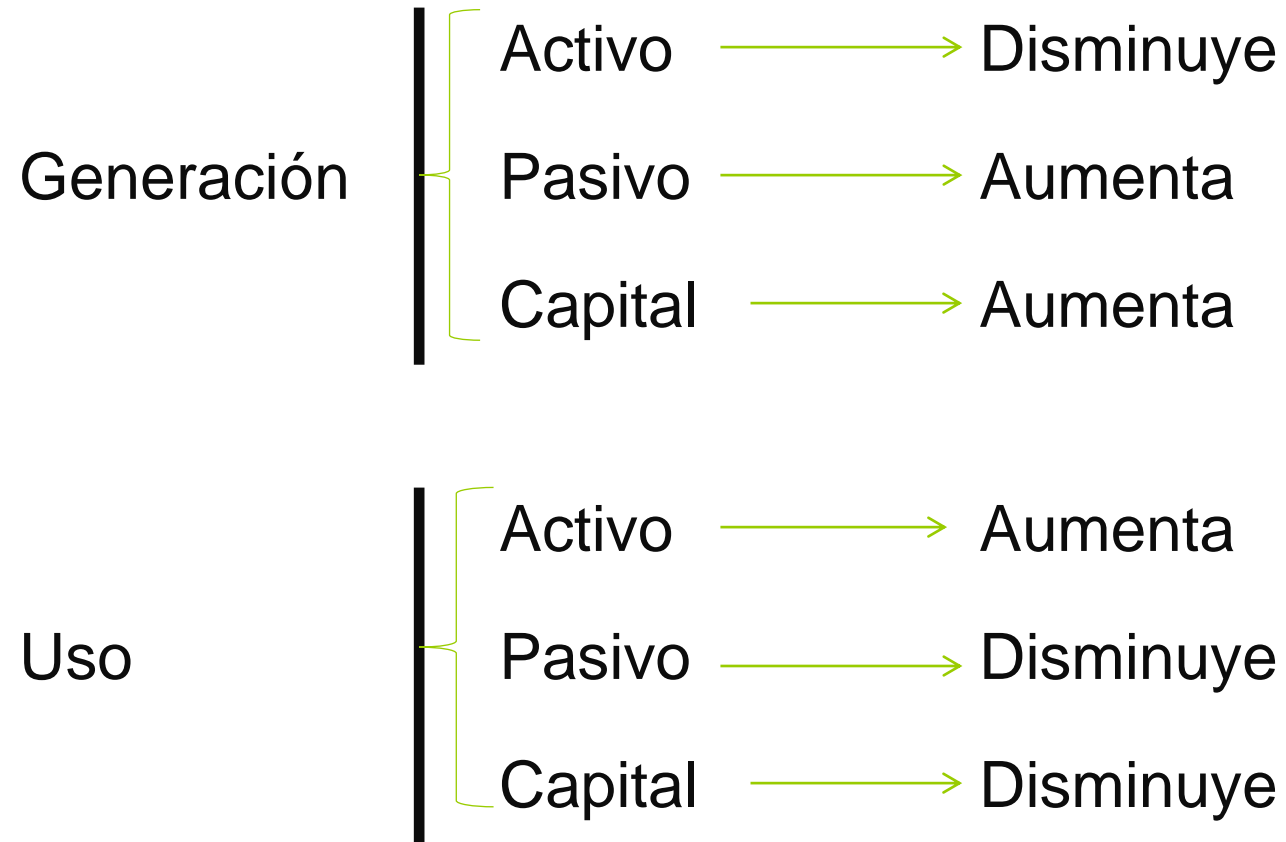 Activo Disminuye
Generación Pasivo Aumenta
Capital Aumenta
Activo Aumenta
Uso Pasivo Disminuye
Capital Disminuye